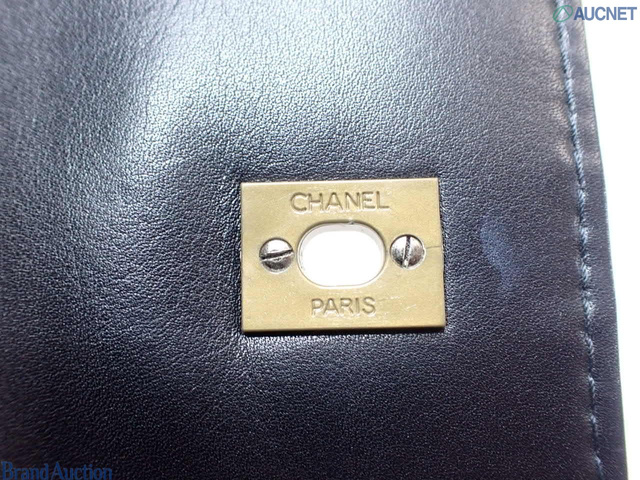 AUCNET
CHANEL
PARIS
Brand Auction